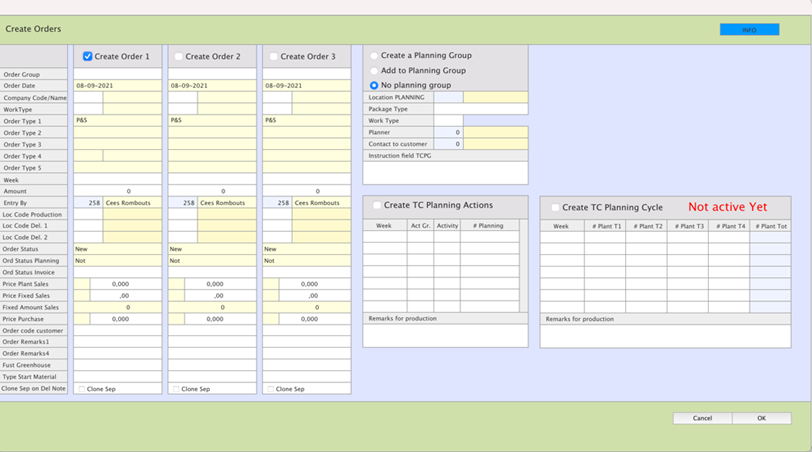 Create Orders
INFO
Create Order 1 Create Order 2 Create Order 3
Order Group
Order Date 08-09-2021 08-09-2021 08-09-2021
Company Code/Name
WorkType
Order Type 1 P&S P&S P&S
Order Type 2
Order Type 3
Order Type 4
Order Type 5
Week
Amount 0 0 0
Entry By 258 Cees Rombouts 258 Cees Rombouts 258 Cees Rombouts
Loc Code Production
Loc Code Del. 1
Loc Code Del. 2
Order Status New New New
Ord Status Planning Not Not Not
Ord Status Invoice
Price Plant Sales 0,000 0,000 0,000
Price Fixed Sales ,00 ,00 ,00
Fixed Amount Sales 0 0 0
Price Purchase 0,000 0,000 0,000
Order code customer
Order Remarks1
Order Remarks4
Fust Greenhouse
Type Start Material
Clone Sep on Del Note Clone Sep Clone Sep Clone Sep
Create a Planning Group
Add to Planning Group
No planning group
Location PLANNING
Package Type
Work Type
Planner 0
Contact to customer 0
Instruction field TCPG
Create TC Planning Actions
Week Act Gr. Activity # Planning
Remarks for production
Create TC Planning Cycle Not active Yet
Week # Plant T1 # Plant T2 # Plant T3 # Plant T4 # Plant Tot
Remarks for production
Cancel OK